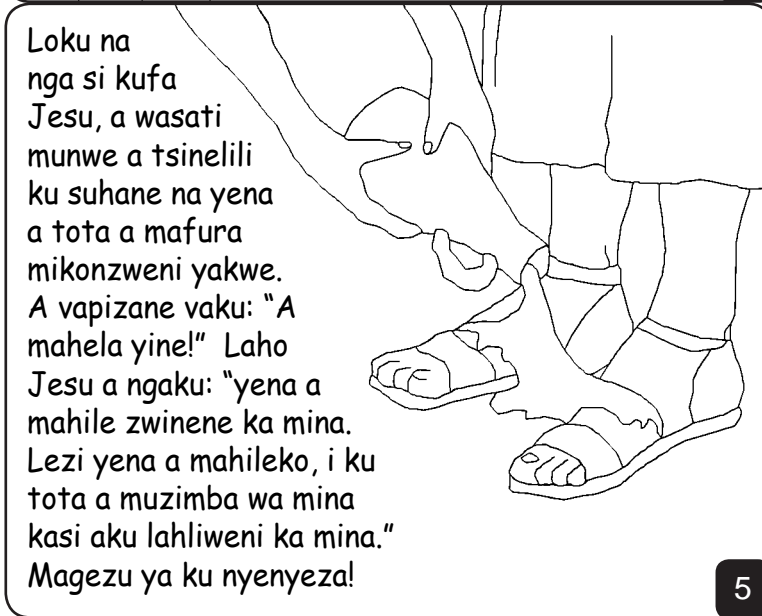 Loku na
nga si kufa
Jesu, a wasati
munwe a tsinelili
ku suhane na yena
a tota a mafura
mikonzweni yakwe.
A vapizane vaku: “A
mahela yine!”  Laho
Jesu a ngaku: “yena a
mahile zwinene ka mina.
Lezi yena a mahileko, i ku
tota a muzimba wa mina
kasi aku lahliweni ka mina.”
Magezu ya ku nyenyeza!
5